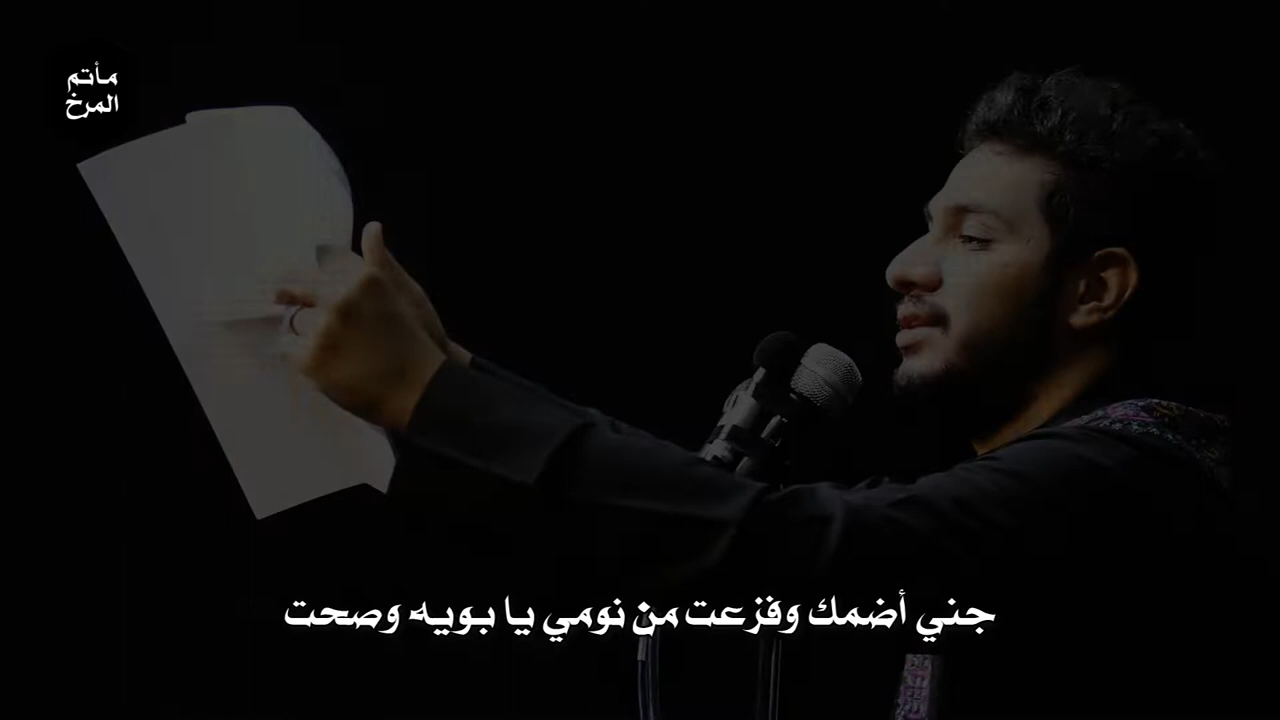 مأتم
المرخ
جني أضمك وفزعت من نومي يا بويه وصحت